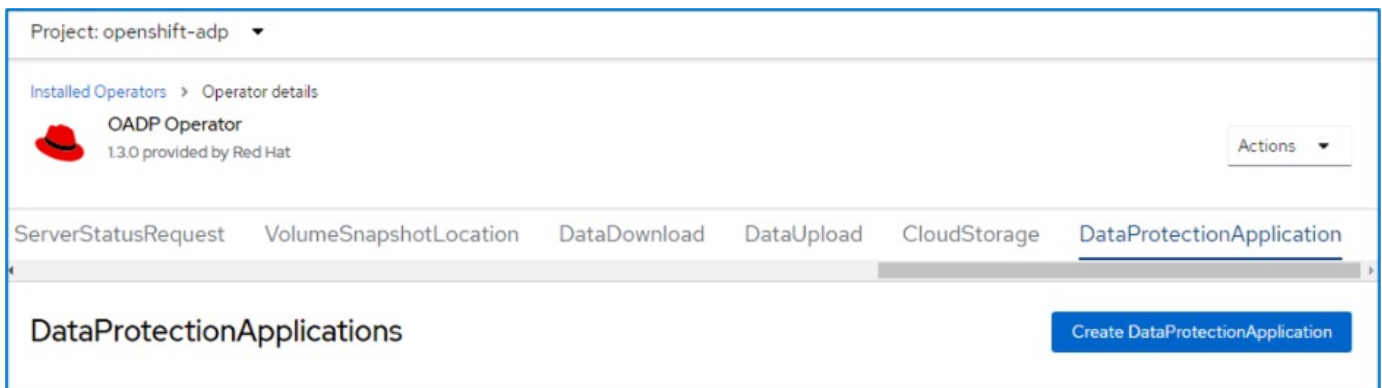 Project: openshift-adp
Installed Operators > Operator details
OADP Operator
1.3.0 provided by Red Hat
Actions
ServerStatusRequest VolumeSnapshotLocation DataDownload DataUpload CloudStorage DataProtectionApplication
DataProtectionApplications
Create DataProtectionApplication